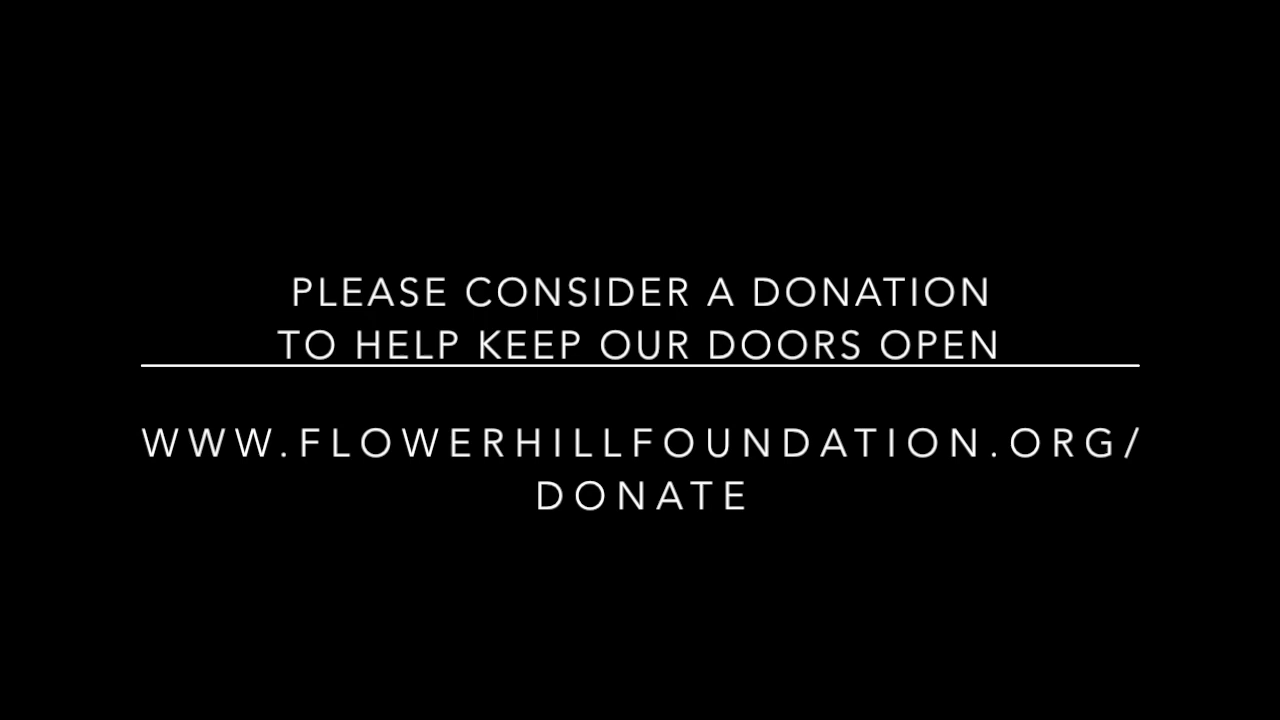 PLEASE CONSIDER A DONATION
TO HELP KEEP OUR DOORS OPEN
WWW.FLOWERHILLFOUNDATION.ORG/
DONATE